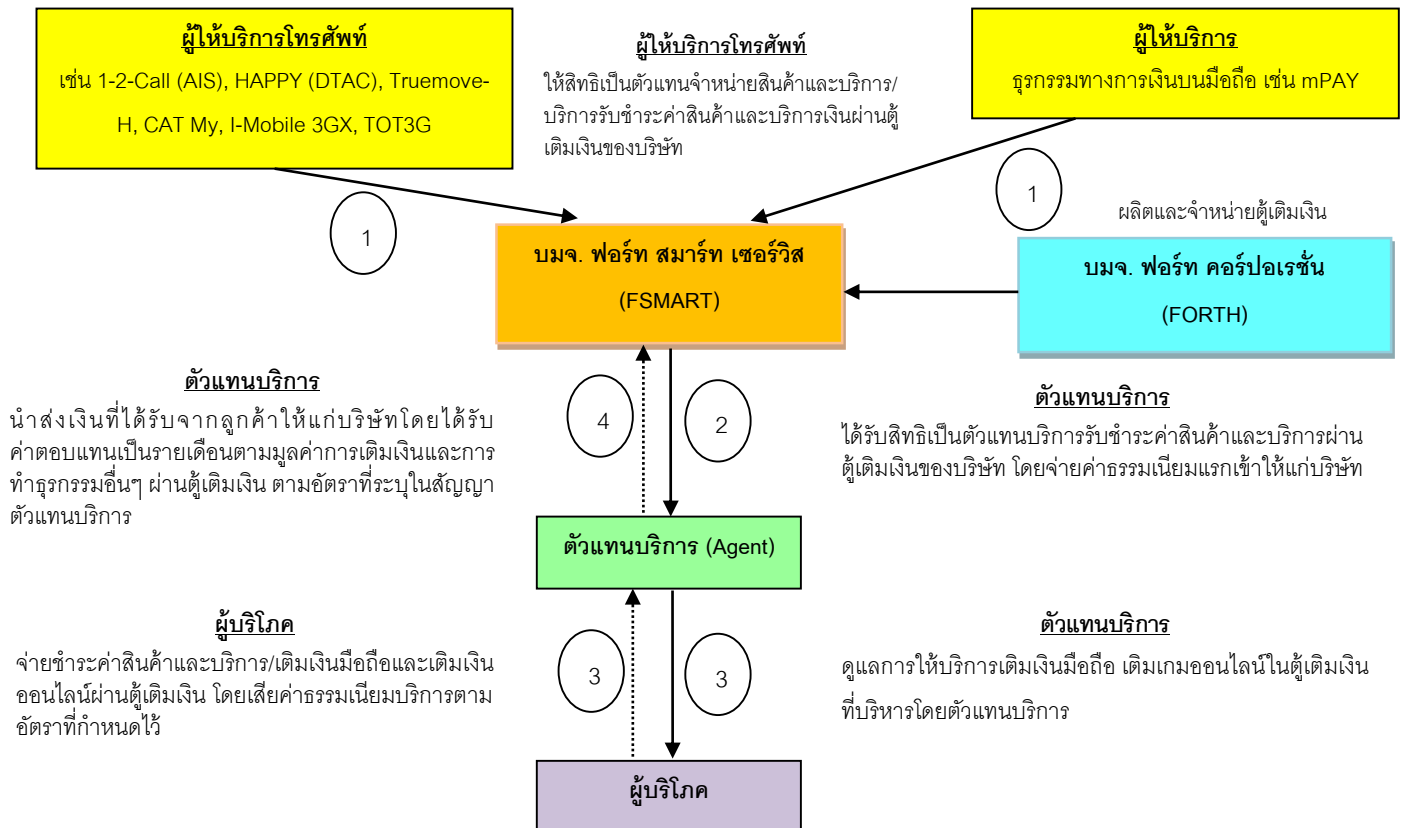 ผู้ให้บริการโทรศัพท์
เช่น 1-2-Call (AIS), HAPPY (DTAC), Truemove-
H, CAT My, I-Mobile 3GX, TOT3G
ผู้ให้บริการโทรศัพท์
ให้สิทธิเป็นตัวแทนจำหน่ายสินค้าและบริการ/
บริการรับชำระค่าสินค้าและบริการเงินผ่านตู้
เติมเงินของบริษัท
ผู้ให้บริการ
ธุรกรรมทางการเงินบนมือถือ เช่น mPAY
1
1
ผลิตและจำหน่ายตู้เติมเงิน
บมจ. ฟอร์ท สมาร์ท เซอร์วิส
(FSMART)
บมจ. ฟอร์ท คอร์ปอเรชั่น
(FORTH)
ตัวแทนบริการ
นำส่งเงินที่ได้รับจากลูกค้าให้แก่บริษัทโดยได้รับ
ค่าตอบแทนเป็นรายเดือนตามมูลค่าการเติมเงินและการ
ทำธุรกรรมอื่นๆ ผ่านตู้เติมเงิน ตามอัตราที่ระบุในสัญญา
ตัวแทนบริการ
4
2
ตัวแทนบริการ
ได้รับสิทธิเป็นตัวแทนบริการรับชำระค่าสินค้าและบริการผ่าน
ตู้เติมเงินของบริษัท โดยจ่ายค่าธรรมเนียมแรกเข้าให้แก่บริษัท
ตัวแทนบริการ (Agent)
ผู้บริโภค
จ่ายชำระค่าสินค้าและบริการ/เติมเงินมือถือและเติมเงิน
ออนไลน์ผ่านตู้เติมเงิน โดยเสียค่าธรรมเนียมบริการตาม
อัตราที่กำหนดไว้
3
3
ตัวแทนบริการ
ดูแลการให้บริการเติมเงินมือถือ เติมเกมออนไลน์ในตู้เติมเงิน
ที่บริหารโดยตัวแทนบริการ
ผู้บริโภค